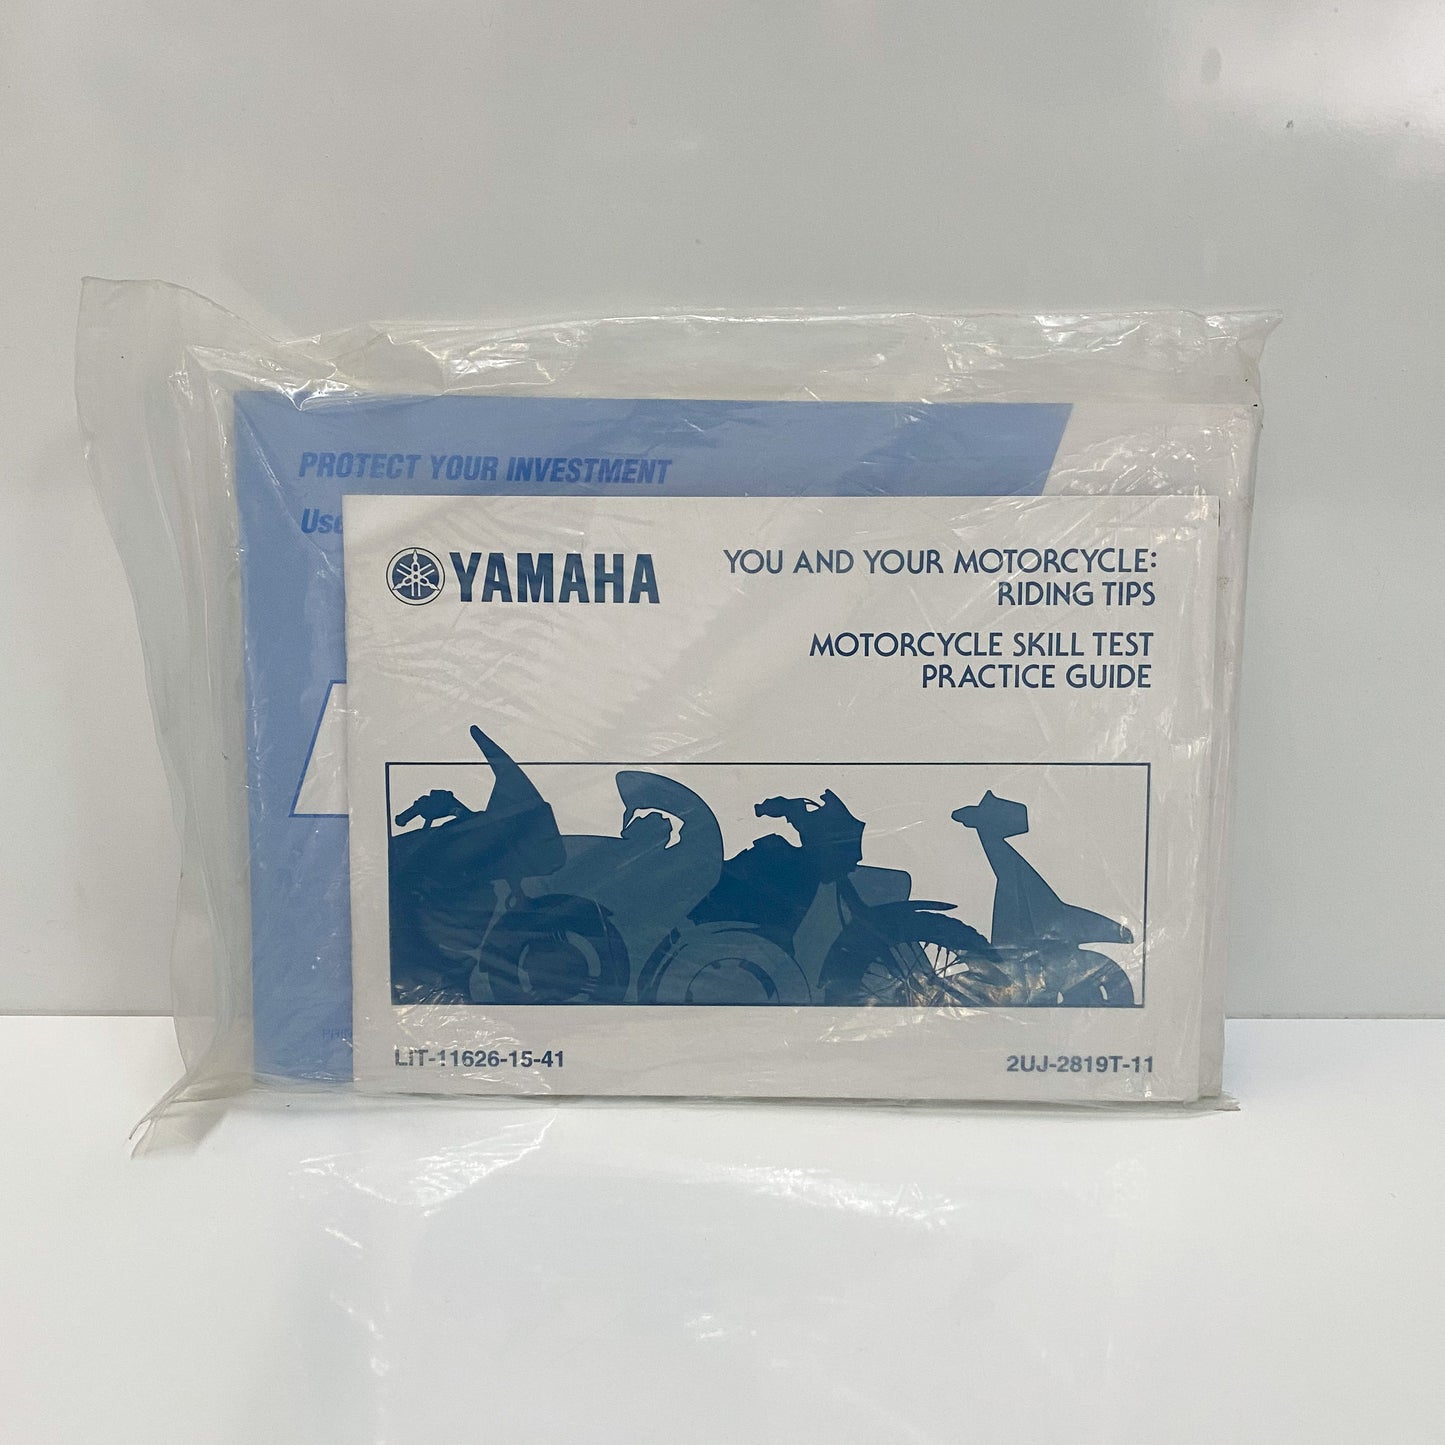 PROTECT YOUR INVESTMENT
YAMAHA
YOU AND YOUR MOTORCYCLE:
RIDING TIPS
MOTORCYCLE SKILL TEST
PRACTICE GUIDE
LIT-11626-15-41
2UJ-2819T-11